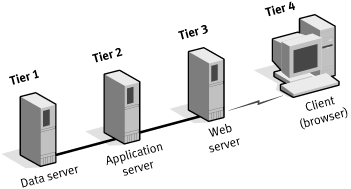 Tier 1
Tier 2
Tier 3
Tier 4
Data server
Application
server
Web
server
Client
(browser)